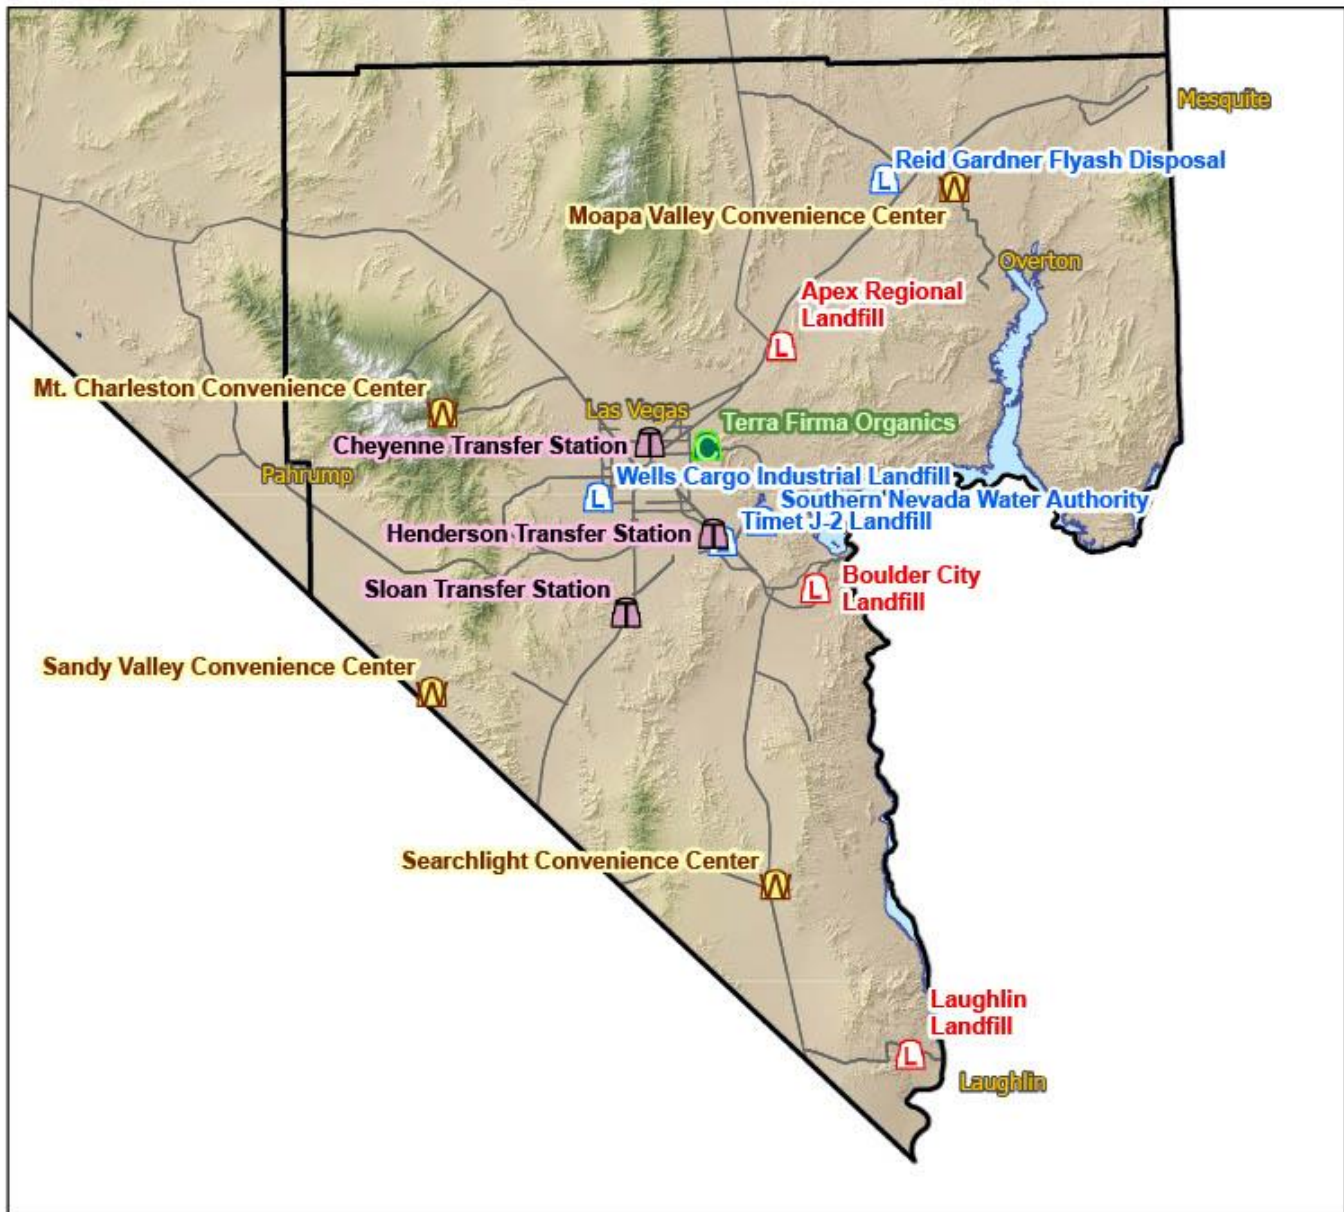 Mesquite
Reid Gardner Flyash Disposal
L
Moapa Valley Convenience Center
Overton
Apex Regional
Landfill
L
Mt. Charleston Convenience Center
Las Vegas
Terra Firma Organics
C
Cheyenne Transfer Station
Pahrump
Wells Cargo Industrial Landfill
L
Southern Nevada Water Authority
Timet J-2 Landfill
Henderson Transfer Station
Boulder City
Landfill
L
Sloan Transfer Station
Sandy Valley Convenience Center
Searchlight Convenience Center
Laughlin
Landfill
L
Laughlin